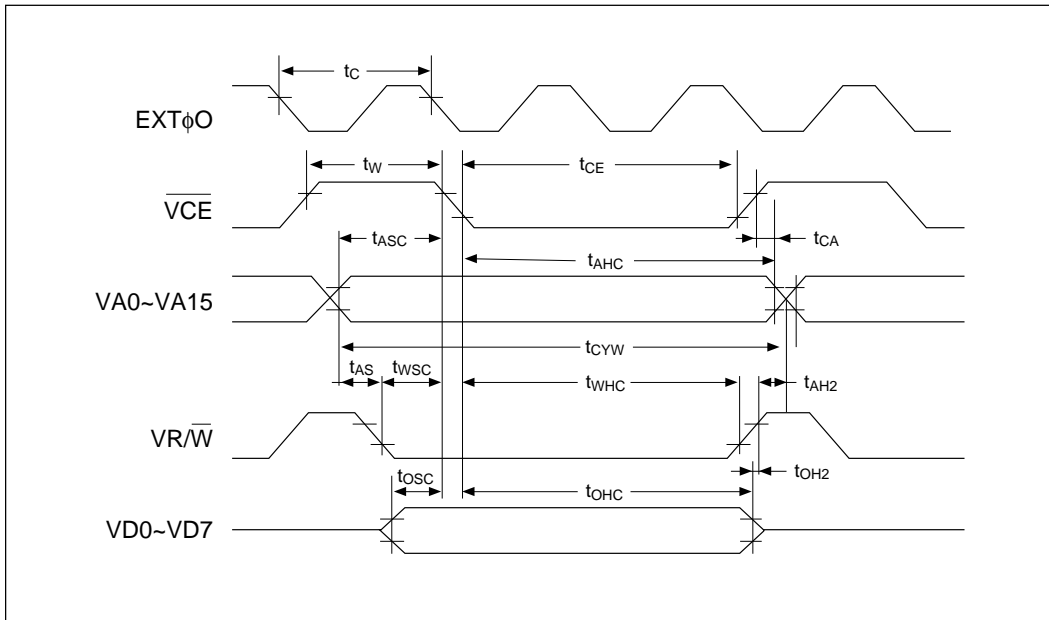 tC
EXTϕO
tW
tCE
V̅C̅E̅
tCA
tASC
tAHC
VA0~VA15
tCYW
tAS
tWSC
tWHC
tAH2
VR/W̅
tOH2
tOSC
tOHC
VD0~VD7